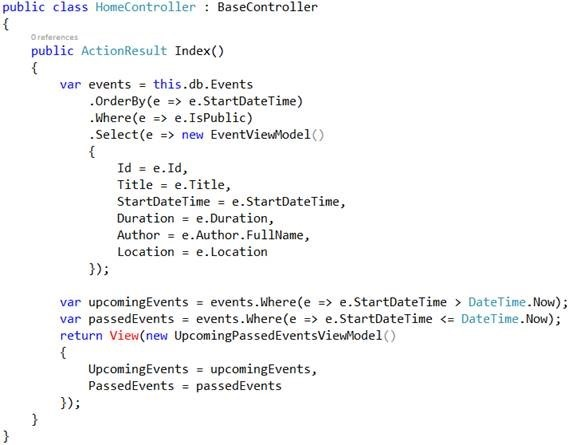 public class HomeController : BaseController
{
0 references
public ActionResult Index()
{
var events = this.db.Events
.OrderBy(e => e.StartDateTime)
.Where(e => e.IsPublic)
.Select(e => new EventViewModel()
{
Id = e.Id,
Title = e.Title,
StartDateTime = e.StartDateTime,
Duration = e.Duration,
Author = e.Author.FullName,
Location = e.Location
});
var upcomingEvents = events.Where(e => e.StartDateTime > DateTime.Now);
var passedEvents = events.Where(e => e.StartDateTime <= DateTime.Now);
return View(new UpcomingPassedEventsViewModel()
{
UpcomingEvents = upcomingEvents,
PassedEvents = passedEvents
});
}
}